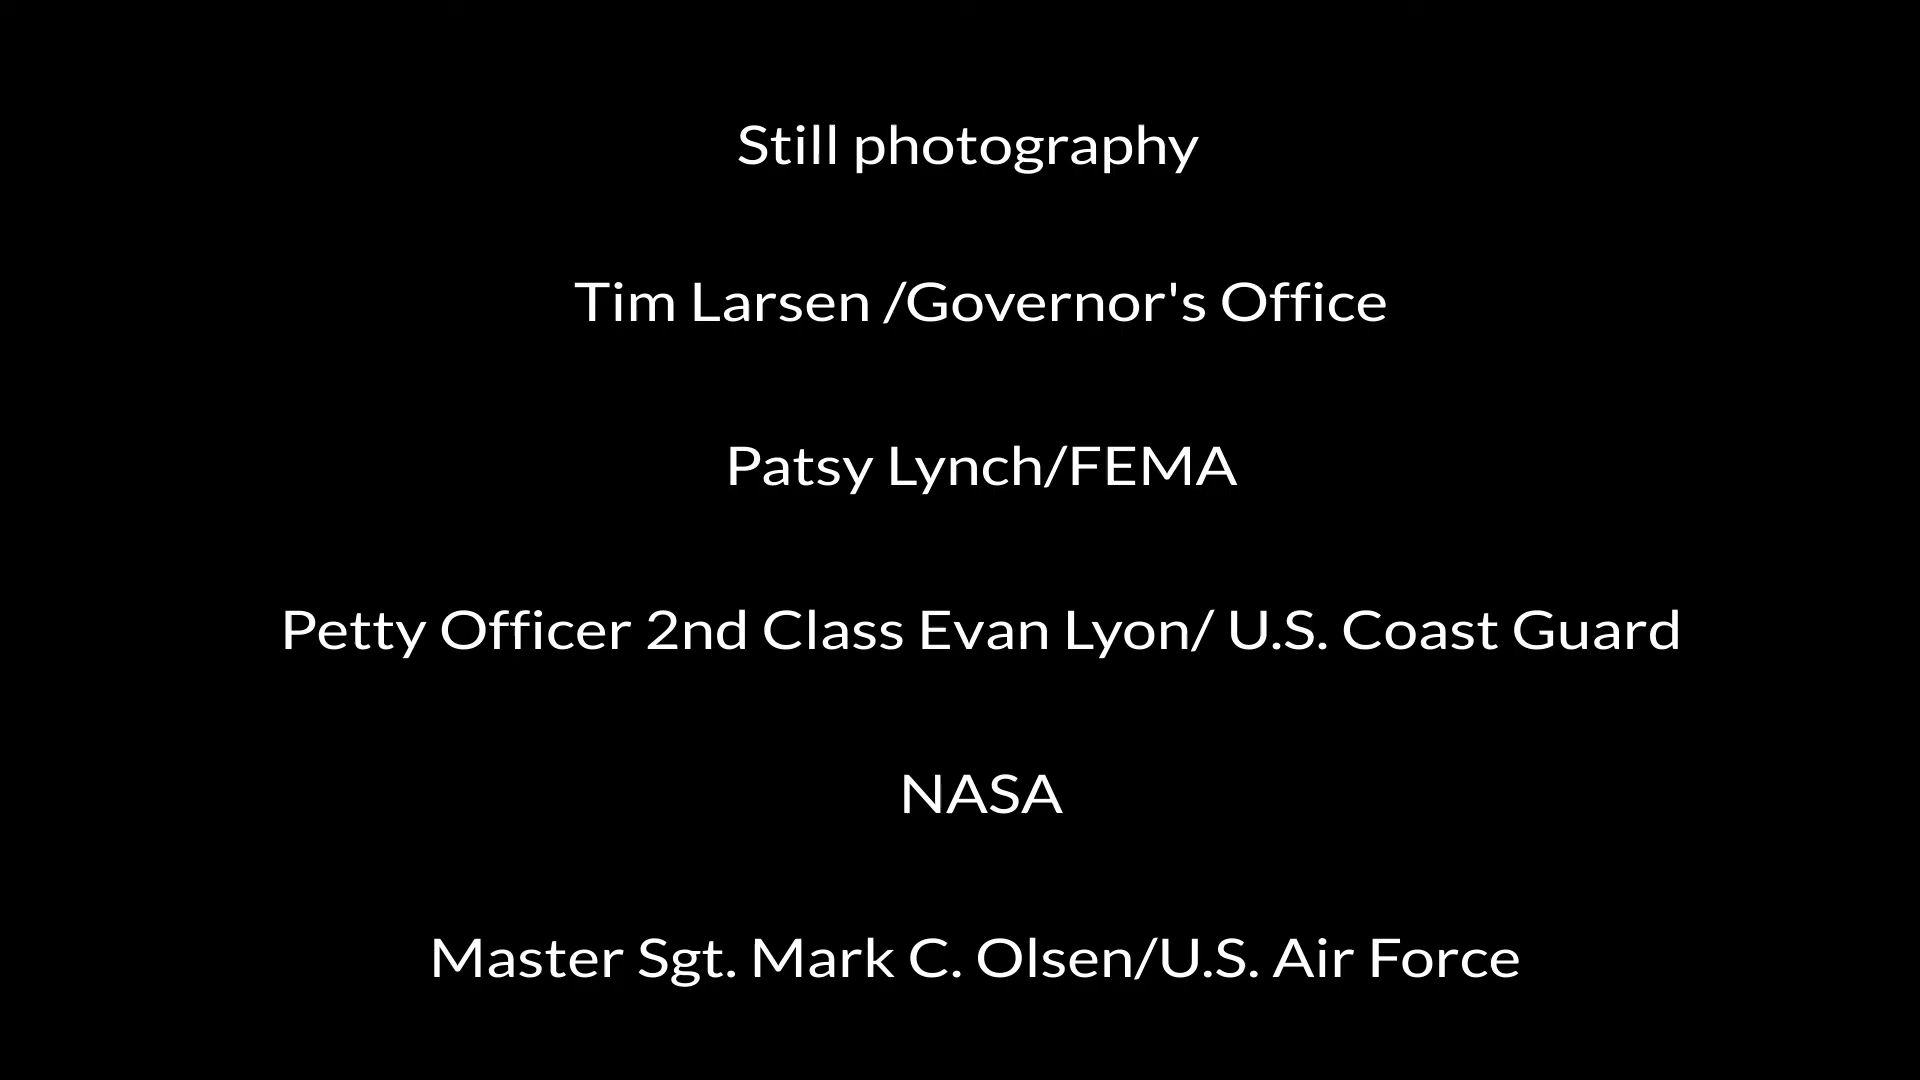 Still photography
Tim Larsen /Governor's Office
Patsy Lynch/FEMA
Petty Officer 2nd Class Evan Lyon/ U.S. Coast Guard
NASA
Master Sgt. Mark C. Olsen/U.S. Air Force